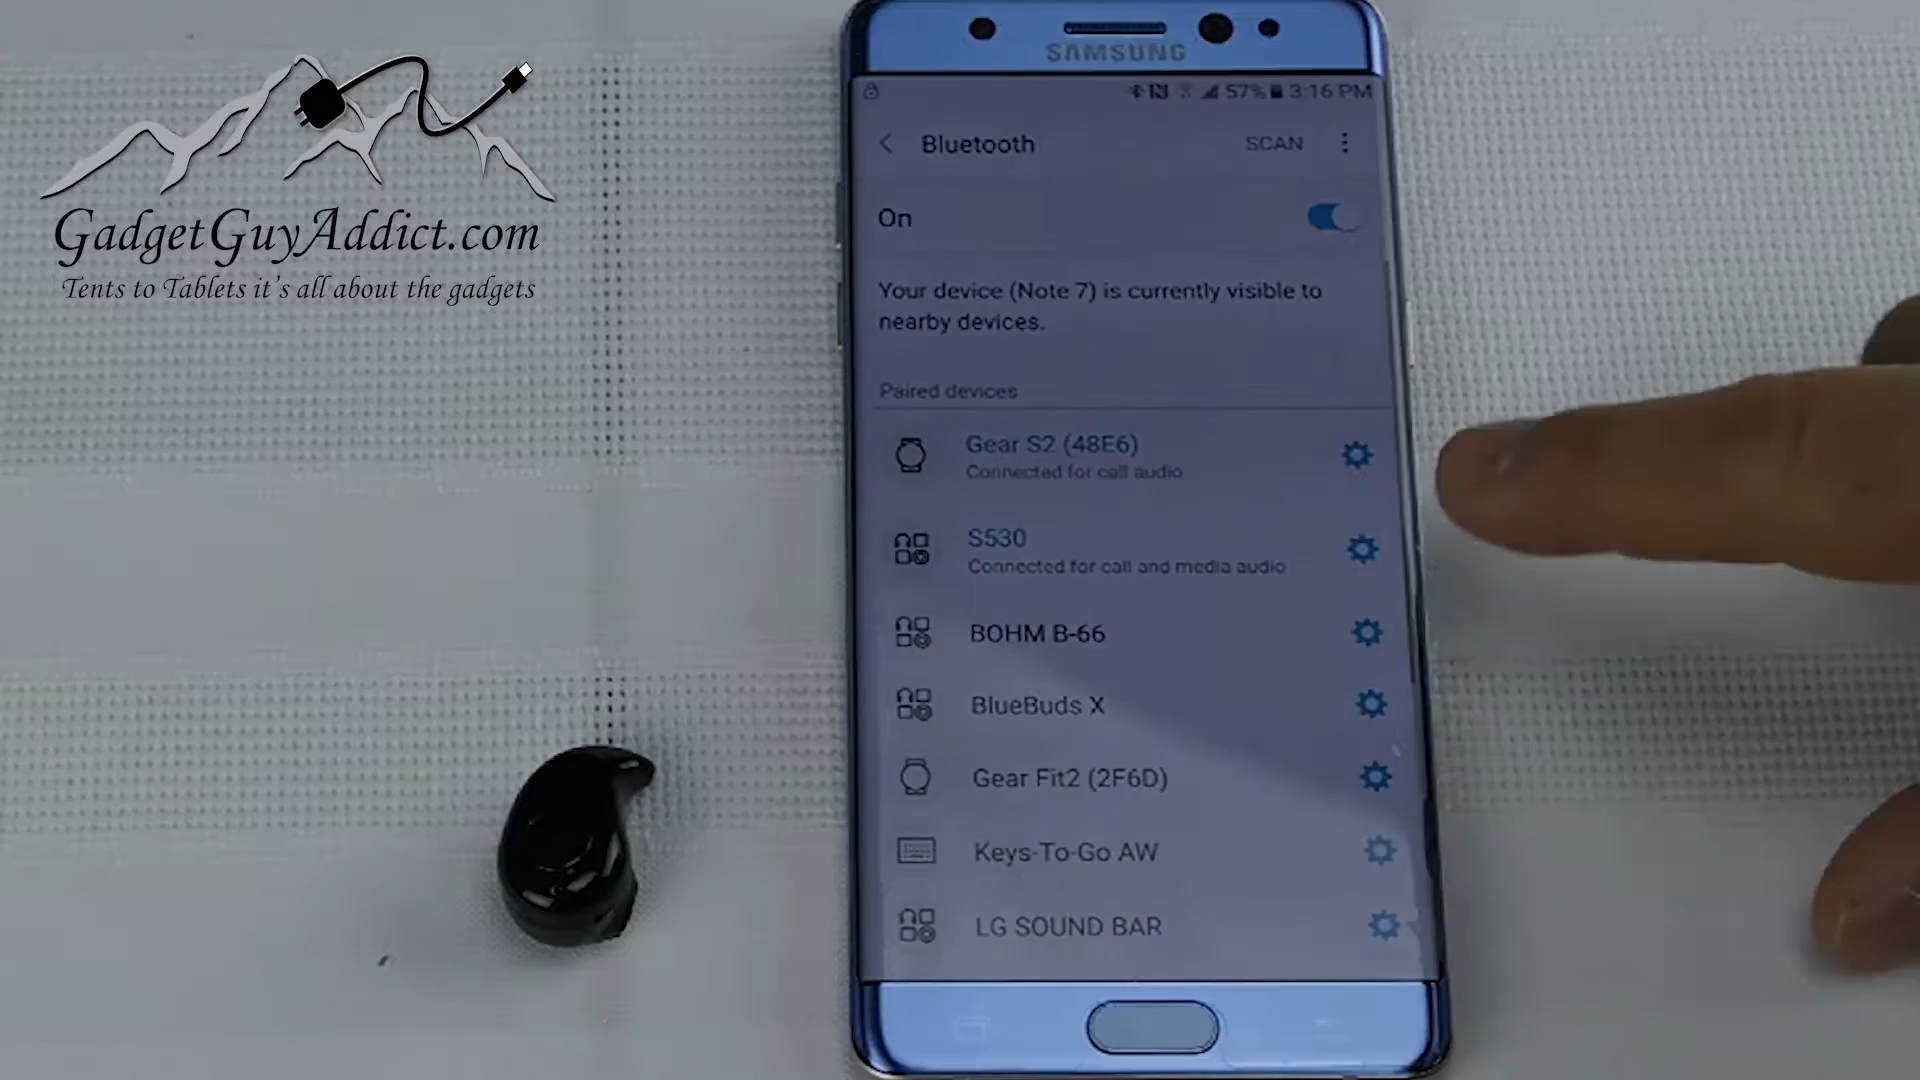 GadgetGuyAddict.com
Tents to Tablets it's all about the gadgets
SAMSUNG
57% 3:16 PM
Bluetooth SCAN
On
Your device (Note 7) is currently visible to
nearby devices.
Paired devices
Gear S2 (48E6)
Connected for call audio
S530
Connected for call and media audio
BOHM B-66
BlueBuds X
Gear Fit2 (2F6D)
Keys-To-Go AW
LG SOUND BAR